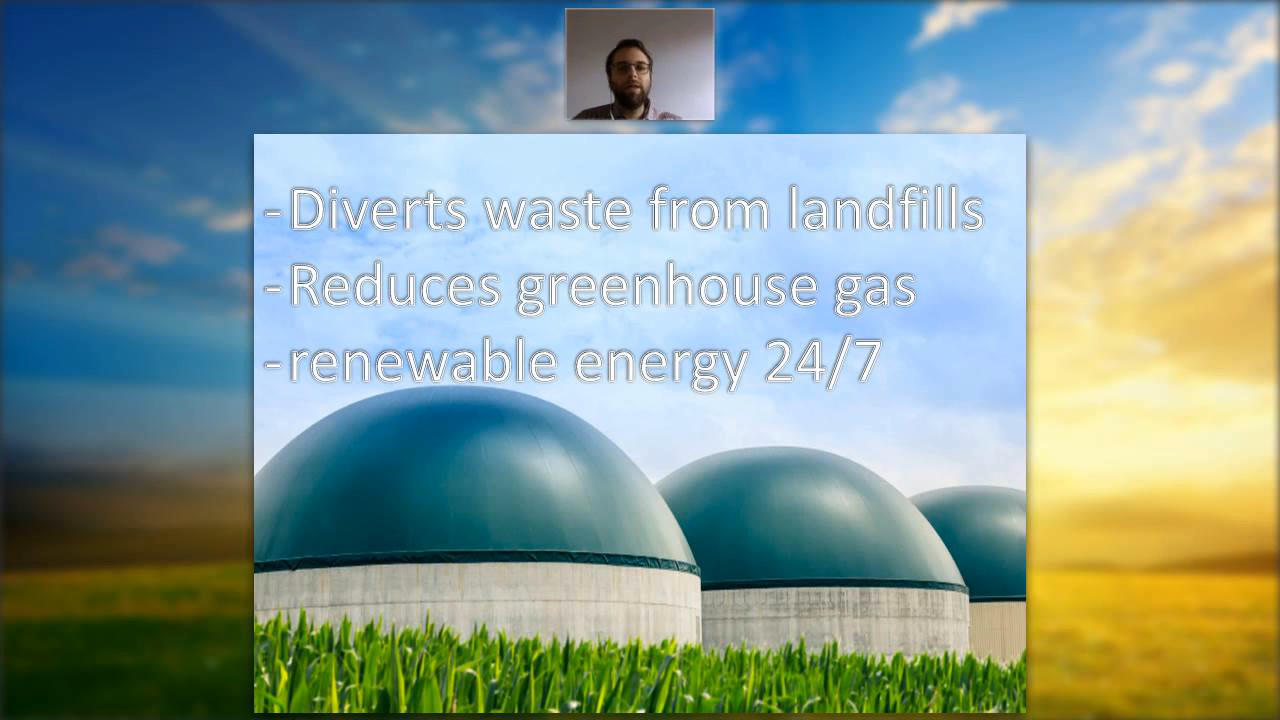 - Diverts waste from landfills
- Reduces greenhouse gas
- renewable energy 24/7